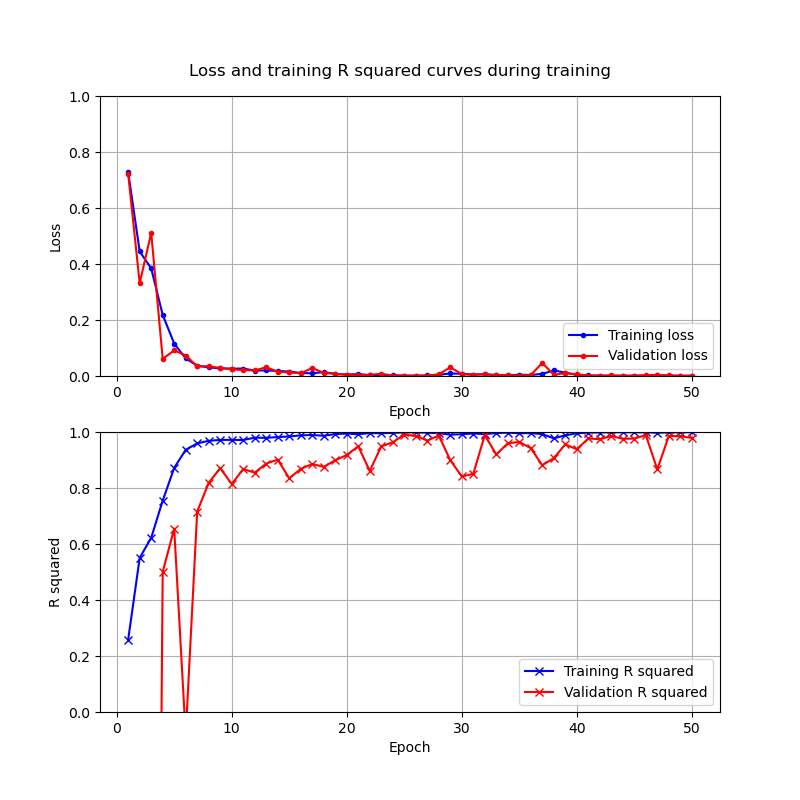 Loss and training R squared curves during training
1.0
0.8
0.6
0.4
0.2
0.0
Loss
Training loss
Validation loss
0 10 20 30 40 50
Epoch
1.0
0.8
0.6
0.4
0.2
0.0
R squared
Training R squared
Validation R squared
0 10 20 30 40 50
Epoch